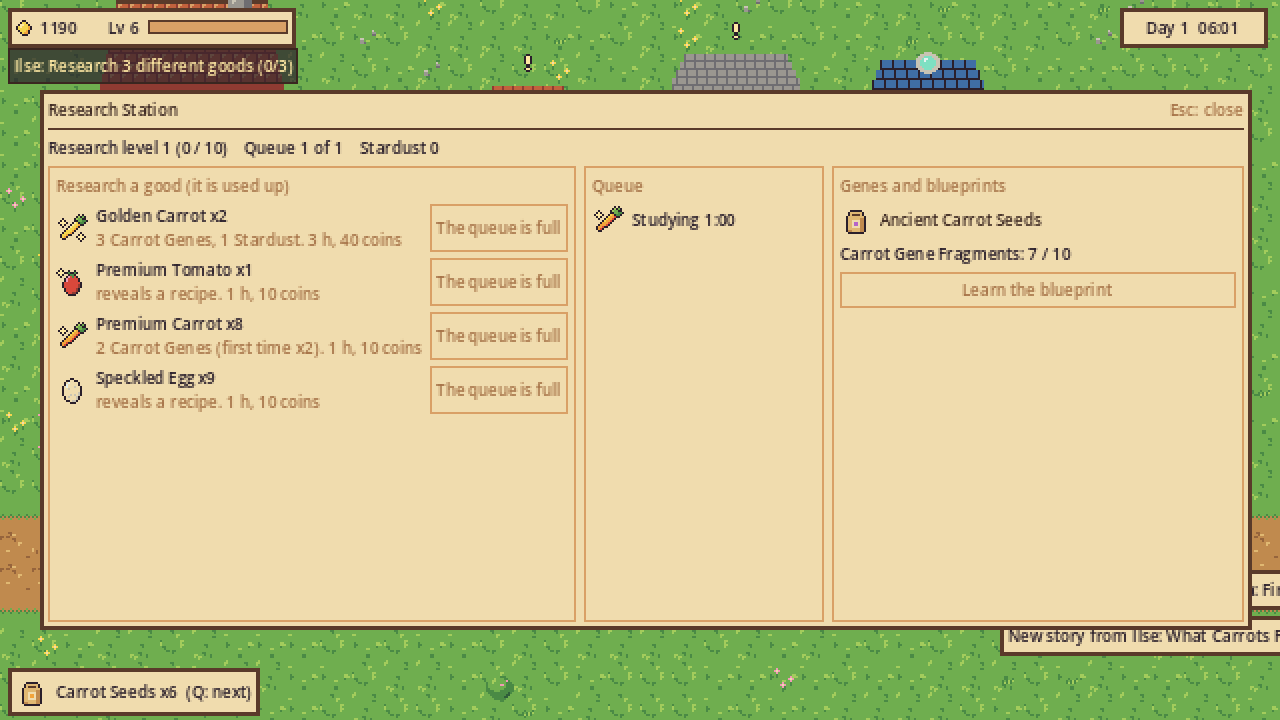 1190 Lv 6
Day 1 06:01
Ilse: Research 3 different goods (0/3)
Research Station
Esc: close
Research level 1 (0 / 10) Queue 1 of 1 Stardust 0
Research a good (it is used up)
Golden Carrot x2
3 Carrot Genes, 1 Stardust. 3 h, 40 coins
The queue is full
Premium Tomato x1
reveals a recipe. 1 h, 10 coins
The queue is full
Premium Carrot x8
2 Carrot Genes (first time x2). 1 h, 10 coins
The queue is full
Speckled Egg x9
reveals a recipe. 1 h, 10 coins
The queue is full
Queue
Studying 1:00
Genes and blueprints
Ancient Carrot Seeds
Carrot Gene Fragments: 7 / 10
Learn the blueprint
New story from Ilse: What Carrots
Carrot Seeds x6 (Q: next)